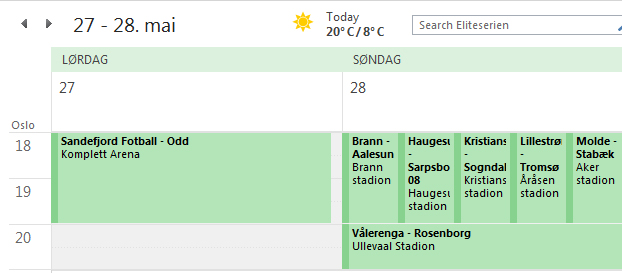 27 - 28. mai
Today
20°C / 8°C
Search Eliteserien
LØRDAG
SØNDAG
27
28
Oslo
18
19
20
Sandefjord Fotball - Odd
Komplett Arena
Brann -
Aalesun
Brann
stadion
Haugesu
-
Sarpsbo
08
Haugesu
stadion
Kristians
-
Sogndal
Kristians
stadion
Lillestrø
-
Tromsø
Åråsen
stadion
Molde -
Stabæk
Aker
stadion
Vålerenga - Rosenborg
Ullevaal Stadion